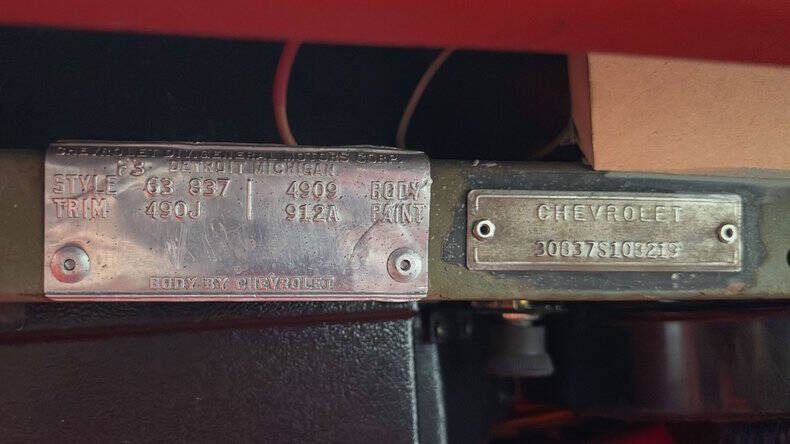 CHEVROLET DIV. GENERAL MOTORS CORP.
F3 DETROIT MICHIGAN
STYLE 63 837 4909 BODY
TRIM 490J 912A PAINT
BODY BY CHEVROLET
CHEVROLET
30837S103219